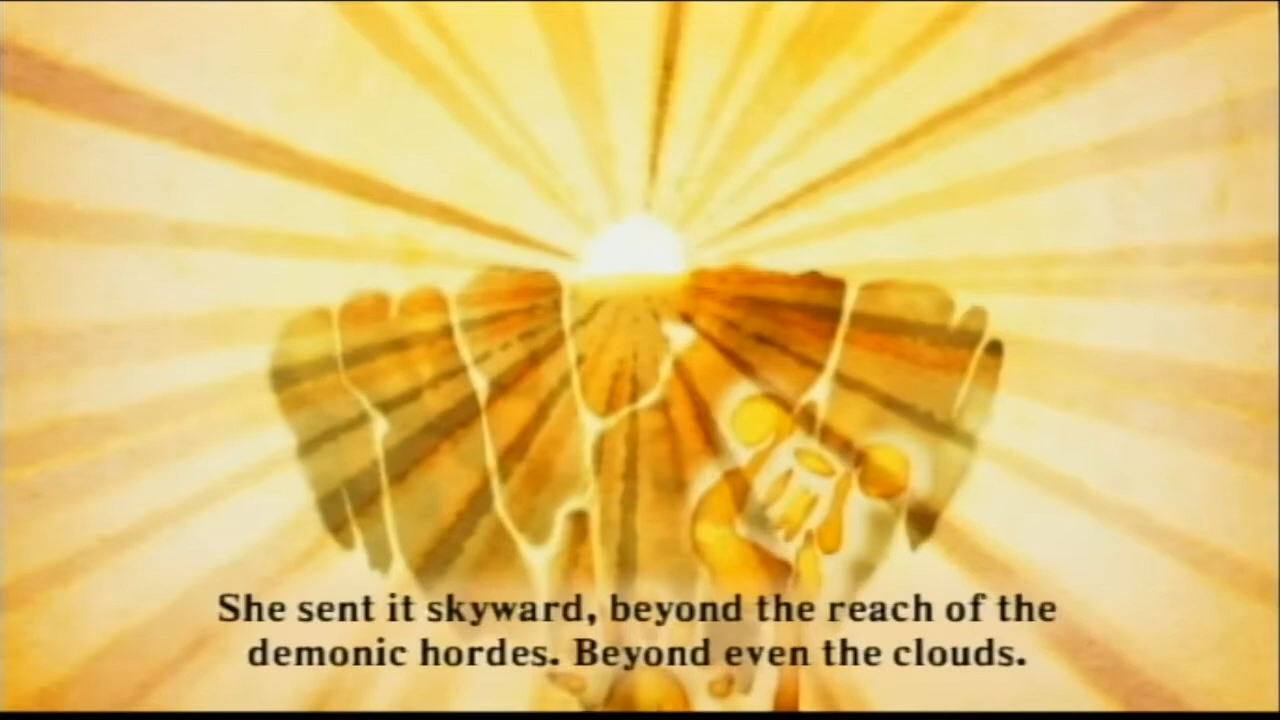 She sent it skyward, beyond the reach of the
demonic hordes. Beyond even the clouds.